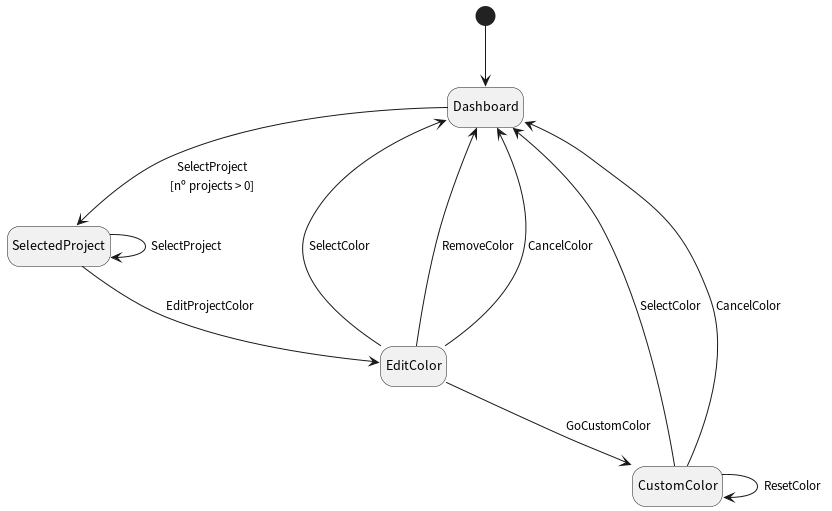 Dashboard
SelectProject
[nº projects > 0]
SelectedProject
SelectProject
SelectColor
RemoveColor
CancelColor
EditProjectColor
SelectColor
CancelColor
EditColor
GoCustomColor
CustomColor
ResetColor